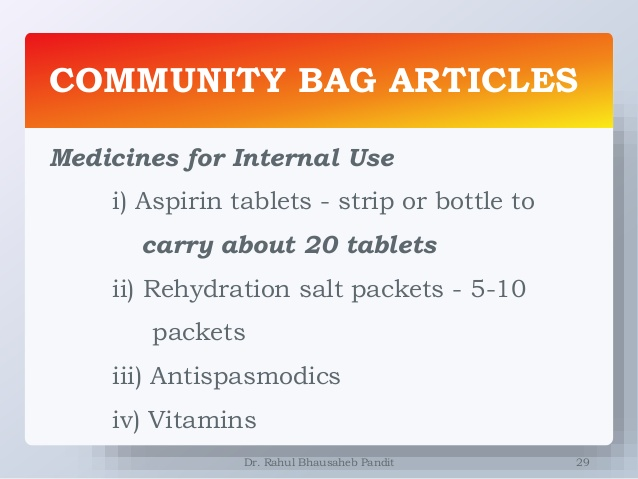 COMMUNITY BAG ARTICLES
Medicines for Internal Use
i) Aspirin tablets - strip or bottle to
carry about 20 tablets
ii) Rehydration salt packets - 5-10
packets
iii) Antispasmodics
iv) Vitamins
Dr. Rahul Bhausaheb Pandit 29